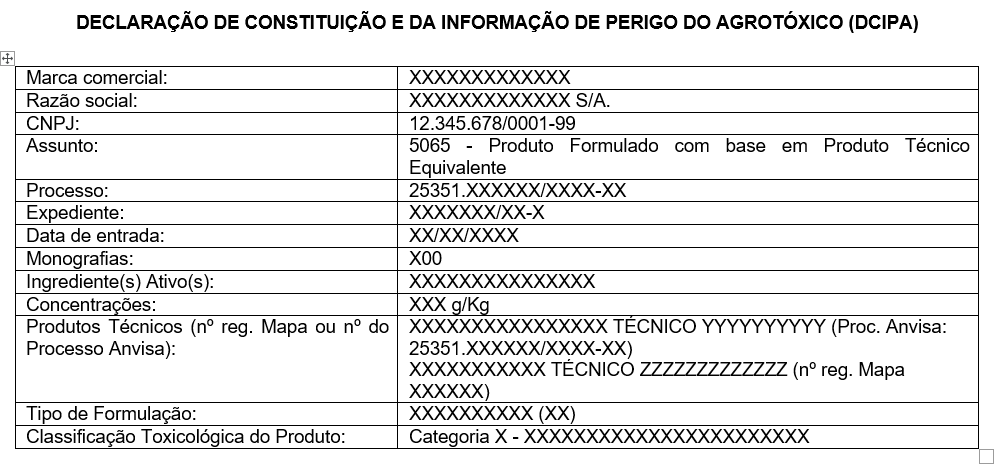 DECLARAÇÃO DE CONSTITUIÇÃO E DA INFORMAÇÃO DE PERIGO DO AGROTÓXICO (DCIPA)
Marca comercial: XXXXXXXXXXXXX
Razão social: XXXXXXXXXXXXX S/A.
CNPJ: 12.345.678/0001-99
Assunto: 5065 - Produto Formulado com base em Produto Técnico
Equivalente
Processo: 25351.XXXXXX/XXXX-XX
Expediente: XXXXXXX/XX-X
Data de entrada: XX/XX/XXXX
Monografias: X00
Ingrediente(s) Ativo(s): XXXXXXXXXXXXXXX
Concentrações: XXX g/Kg
Produtos Técnicos (nº reg. Mapa ou nº do
Processo Anvisa):
XXXXXXXXXXXXXXXX TÉCNICO YYYYYYYYYY (Proc. Anvisa:
25351.XXXXXX/XXXX-XX)
XXXXXXXXXXX TÉCNICO ZZZZZZZZZZZZZ (nº reg. Mapa
XXXXXX)
Tipo de Formulação: XXXXXXXXXX (XX)
Classificação Toxicológica do Produto: Categoria X - XXXXXXXXXXXXXXXXXXXXXXX